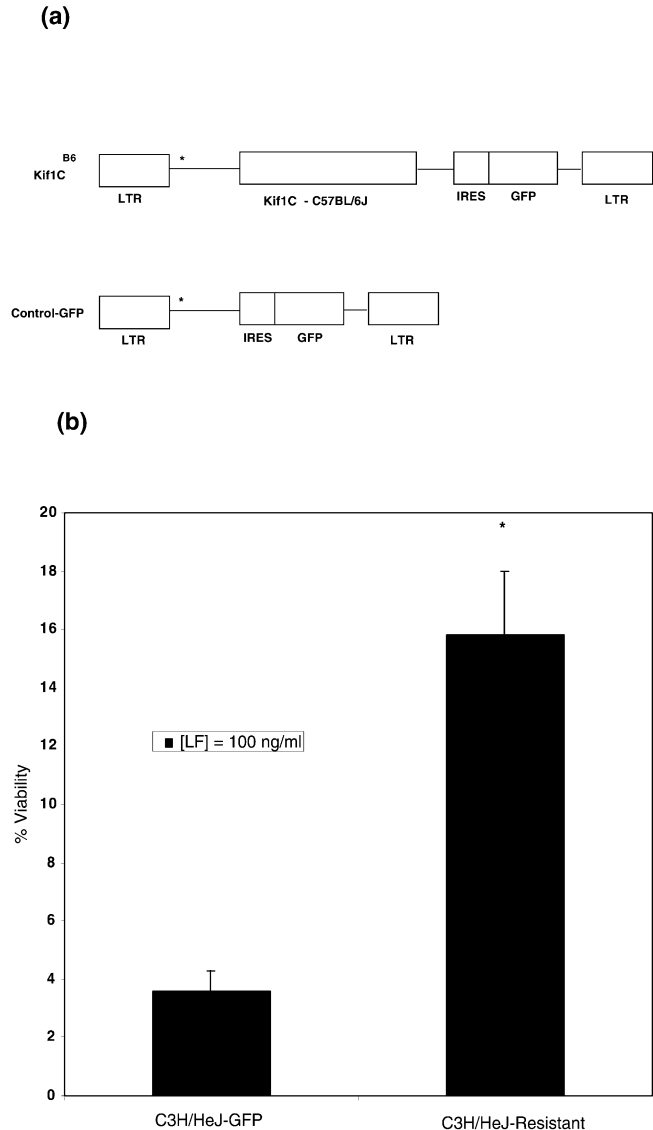 (a)
B6
Kif1C
*
LTR
Kif1C - C57BL/6J
IRES
GFP
LTR
Control-GFP
*
LTR
IRES
GFP
LTR
(b)
20
*
18
16
14
[LF] = 100 ng/ml
12
10
8
6
4
2
0
% Viability
C3H/HeJ-GFP
C3H/HeJ-Resistant